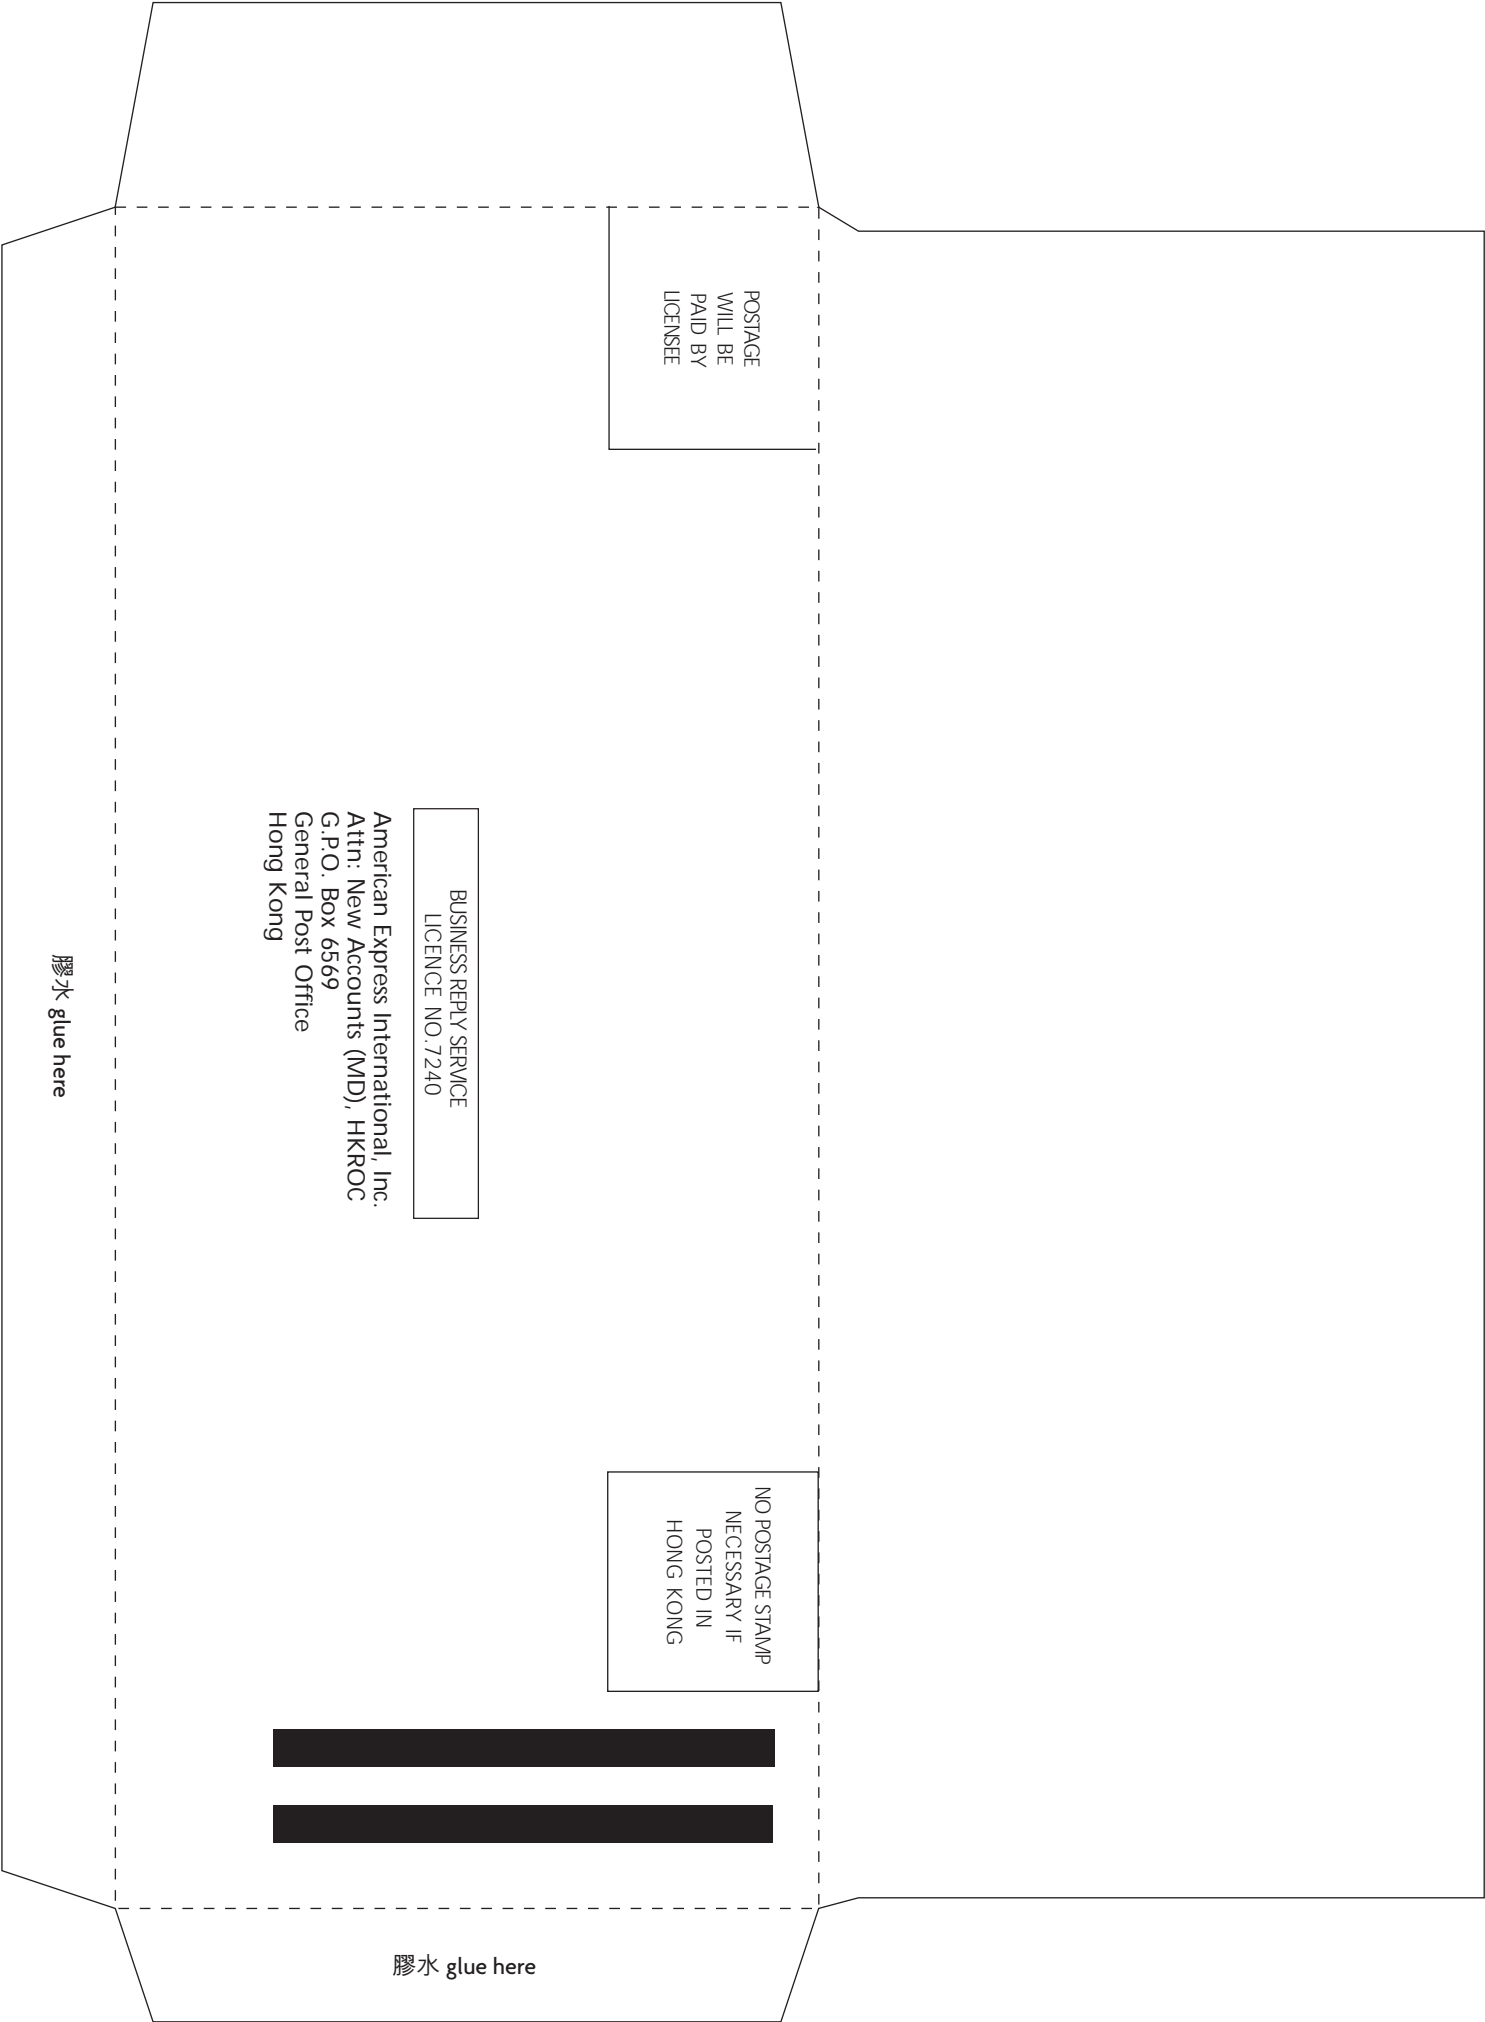 POSTAGE
WILL BE
PAID BY
LICENSEE
NO POSTAGE STAMP
NECESSARY IF
POSTED IN
HONG KONG
BUSINESS REPLY SERVICE
LICENCE NO.7240
American Express International, Inc.
Attn: New Accounts (MD), HKROC
G.P.O. Box 6569
General Post Office
Hong Kong
膠水 glue here
膠水 glue here